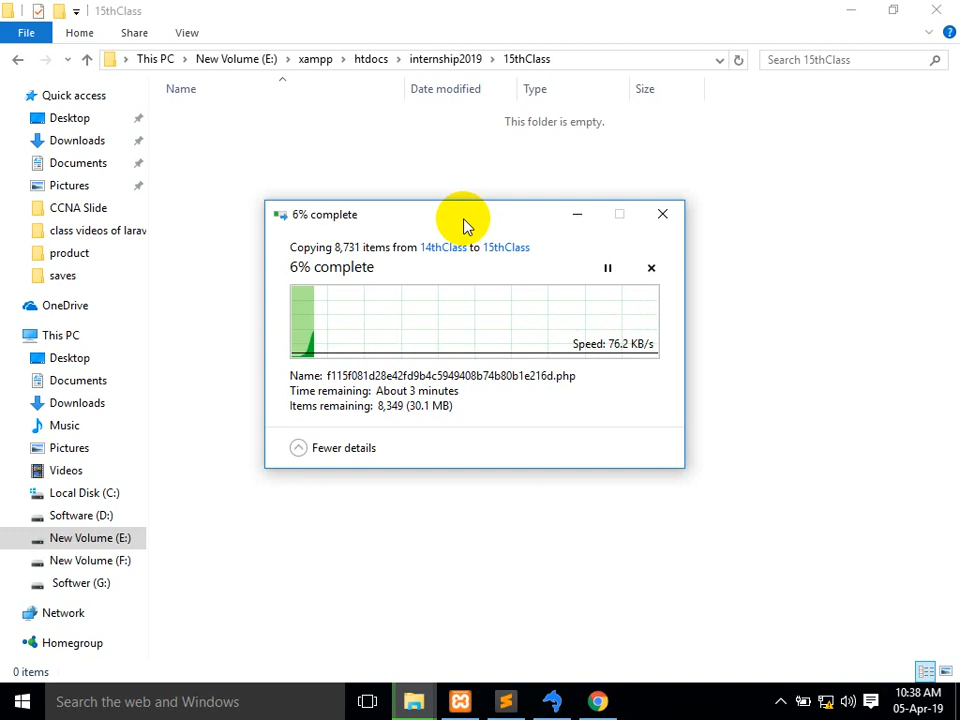 15thClass
File Home Share View
This PC New Volume (E:) xampp htdocs internship2019 15thClass
Search 15thClass
Name Date modified Type Size
This folder is empty.
Quick access
Desktop
Downloads
Documents
Pictures
CCNA Slide
class videos of larav
product
saves
OneDrive
This PC
Desktop
Documents
Downloads
Music
Pictures
Videos
Local Disk (C:)
Software (D:)
New Volume (E:)
New Volume (F:)
Softwer (G:)
Network
Homegroup
6% complete
Copying 8,731 items from 14thClass to 15thClass
6% complete
Speed: 76.2 KB/s
Name: f115f081d28e42fd9b4c5949408b74b80b1e216d.php
Time remaining: About 3 minutes
Items remaining: 8,349 (30.1 MB)
Fewer details
0 items
Search the web and Windows
10:38 AM
05-Apr-19